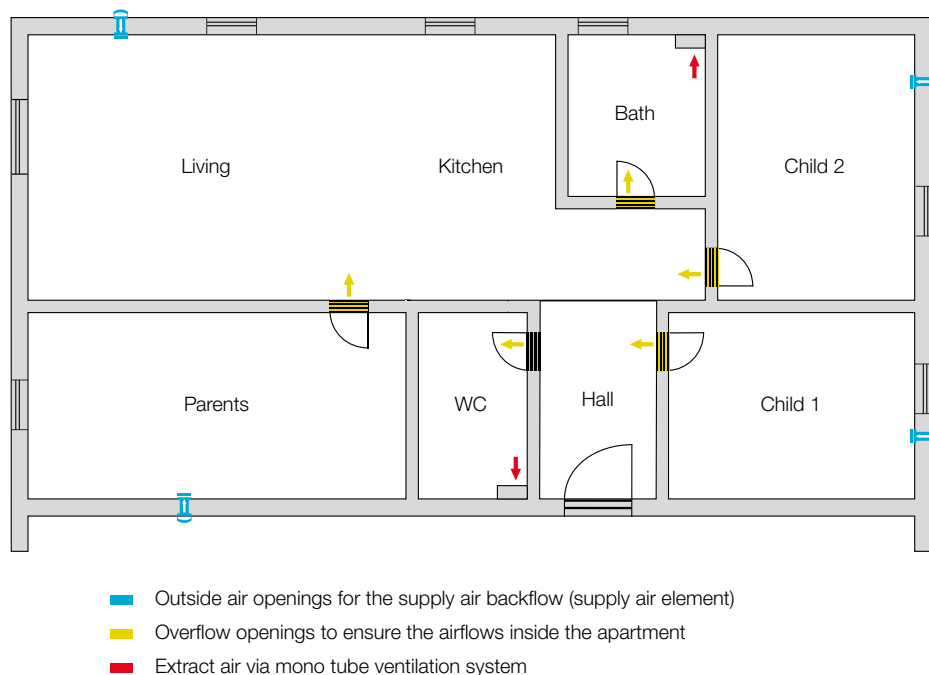 Bath
Living
Kitchen
Child 2
Parents
WC
Hall
Child 1
Outside air openings for the supply air backflow (supply air element)
Overflow openings to ensure the airflows inside the apartment
Extract air via mono tube ventilation system